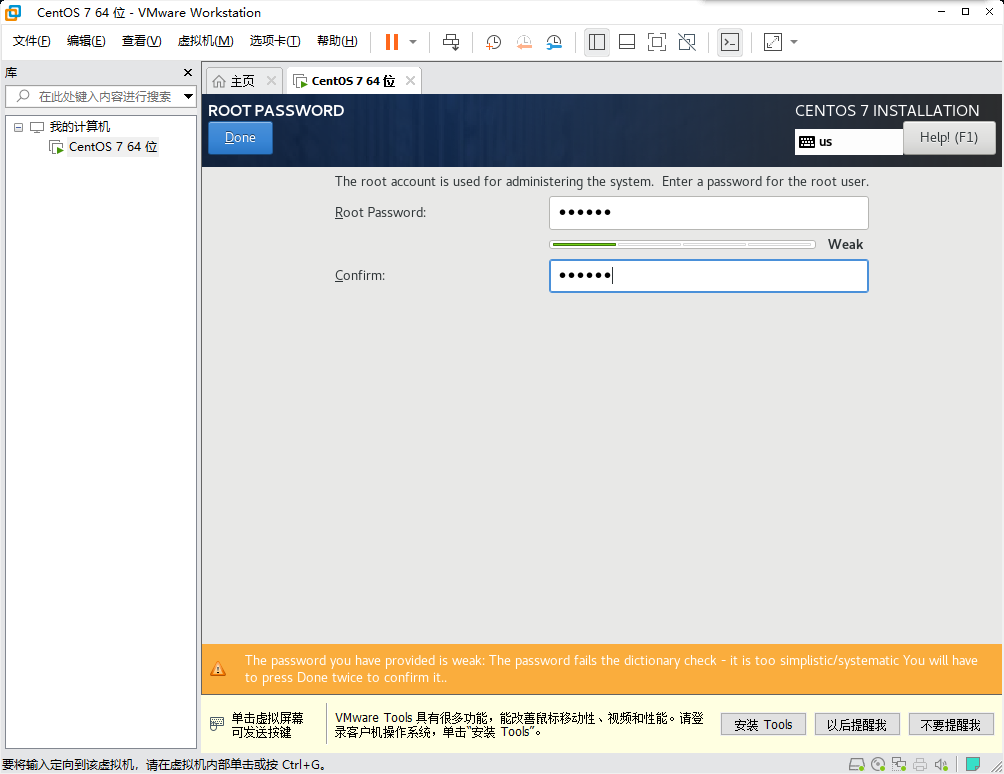 CentOS 7 64 位 - VMware Workstation
文件(F) 编辑(E) 查看(V) 虚拟机(M) 选项卡(T) 帮助(H)
库
在此处键入内容进行搜索
我的计算机
CentOS 7 64 位
主页 CentOS 7 64 位
ROOT PASSWORD
Done
CENTOS 7 INSTALLATION
us
Help! (F1)
The root account is used for administering the system.  Enter a password for the root user.
Root Password: ••••••
Weak
Confirm: ••••••
The password you have provided is weak: The password fails the dictionary check - it is too simplistic/systematic You will have
to press Done twice to confirm it..
单击虚拟屏幕
可发送按键
VMware Tools 具有很多功能，能改善鼠标移动性、视频和性能。请登
录客户机操作系统，单击“安装 Tools”。
安装 Tools 以后提醒我 不要提醒我
要将输入定向到该虚拟机，请在虚拟机内部单击或按 Ctrl+G。